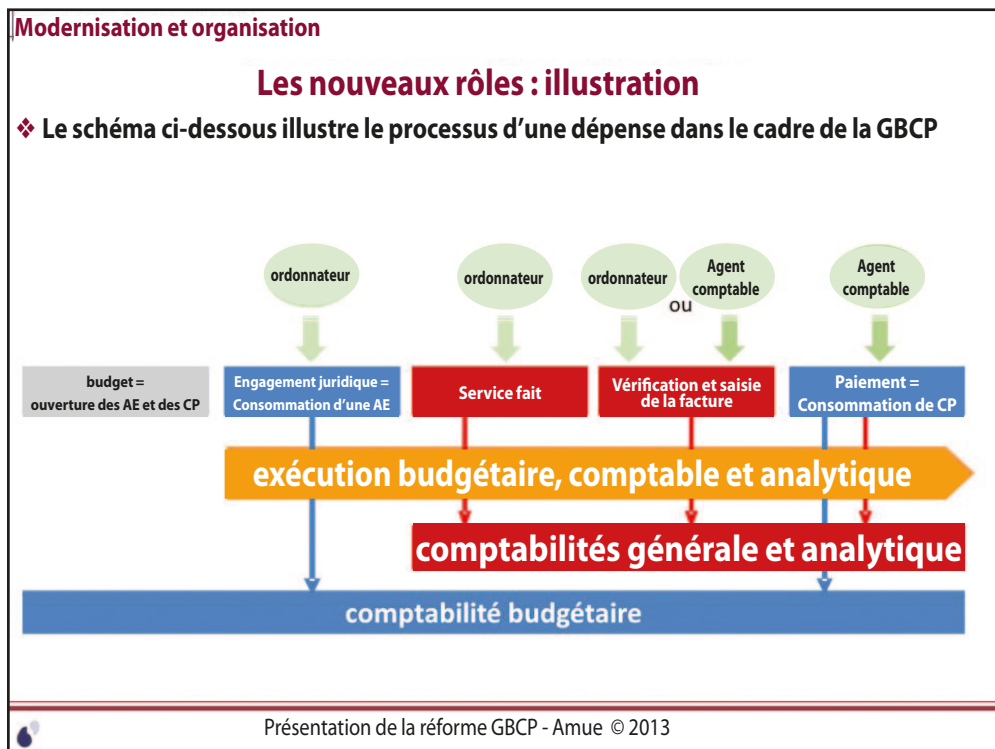 Modernisation et organisation
Les nouveaux rôles : illustration
❖ Le schéma ci-dessous illustre le processus d’une dépense dans le cadre de la GBCP
ordonnateur
ordonnateur
ordonnateur
ou
Agent
comptable
Agent
comptable
budget =
ouverture des AE et des CP
Engagement juridique =
Consommation d’une AE
Service fait
Vérification et saisie
de la facture
Paiement =
Consommation de CP
exécution budgétaire, comptable et analytique
comptabilités générale et analytique
comptabilité budgétaire
Présentation de la réforme GBCP - Amue © 2013